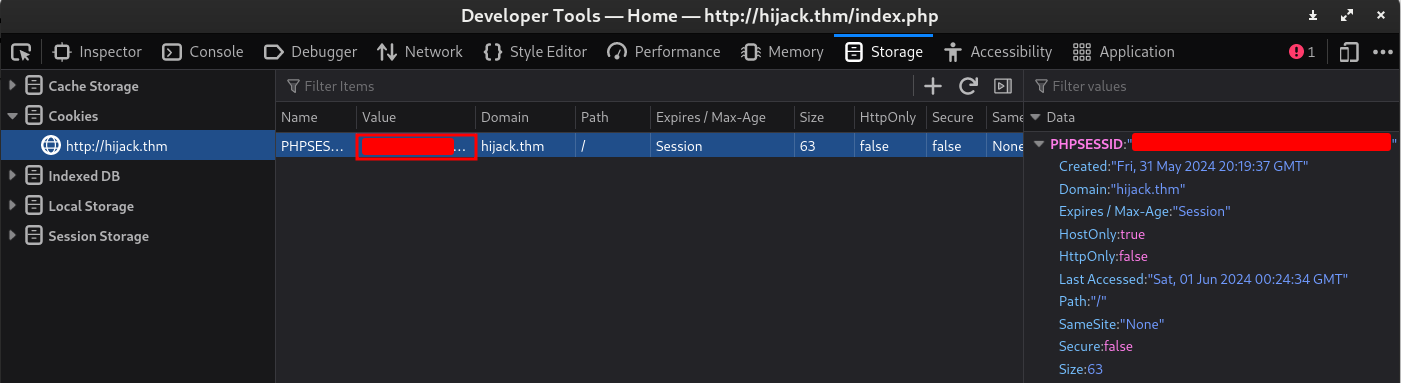 Developer Tools — Home — http://hijack.thm/index.php
Inspector Console Debugger Network Style Editor Performance Memory Storage Accessibility Application 1
Cache Storage
Cookies
http://hijack.thm
Indexed DB
Local Storage
Session Storage
Filter Items
Name Value Domain Path Expires / Max-Age Size HttpOnly Secure Same
PHPSES… … hijack.thm / Session 63 false false None
Filter values
Data
PHPSESSID:" "
Created:"Fri, 31 May 2024 20:19:37 GMT"
Domain:"hijack.thm"
Expires / Max-Age:"Session"
HostOnly:true
HttpOnly:false
Last Accessed:"Sat, 01 Jun 2024 00:24:34 GMT"
Path:"/"
SameSite:"None"
Secure:false
Size:63